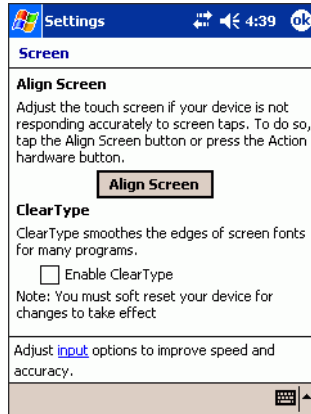 Settings 4:39 ok
Screen
Align Screen
Adjust the touch screen if your device is not
responding accurately to screen taps. To do so,
tap the Align Screen button or press the Action
hardware button.
Align Screen
ClearType
ClearType smoothes the edges of screen fonts
for many programs.
Enable ClearType
Note: You must soft reset your device for
changes to take effect
Adjust input options to improve speed and
accuracy.